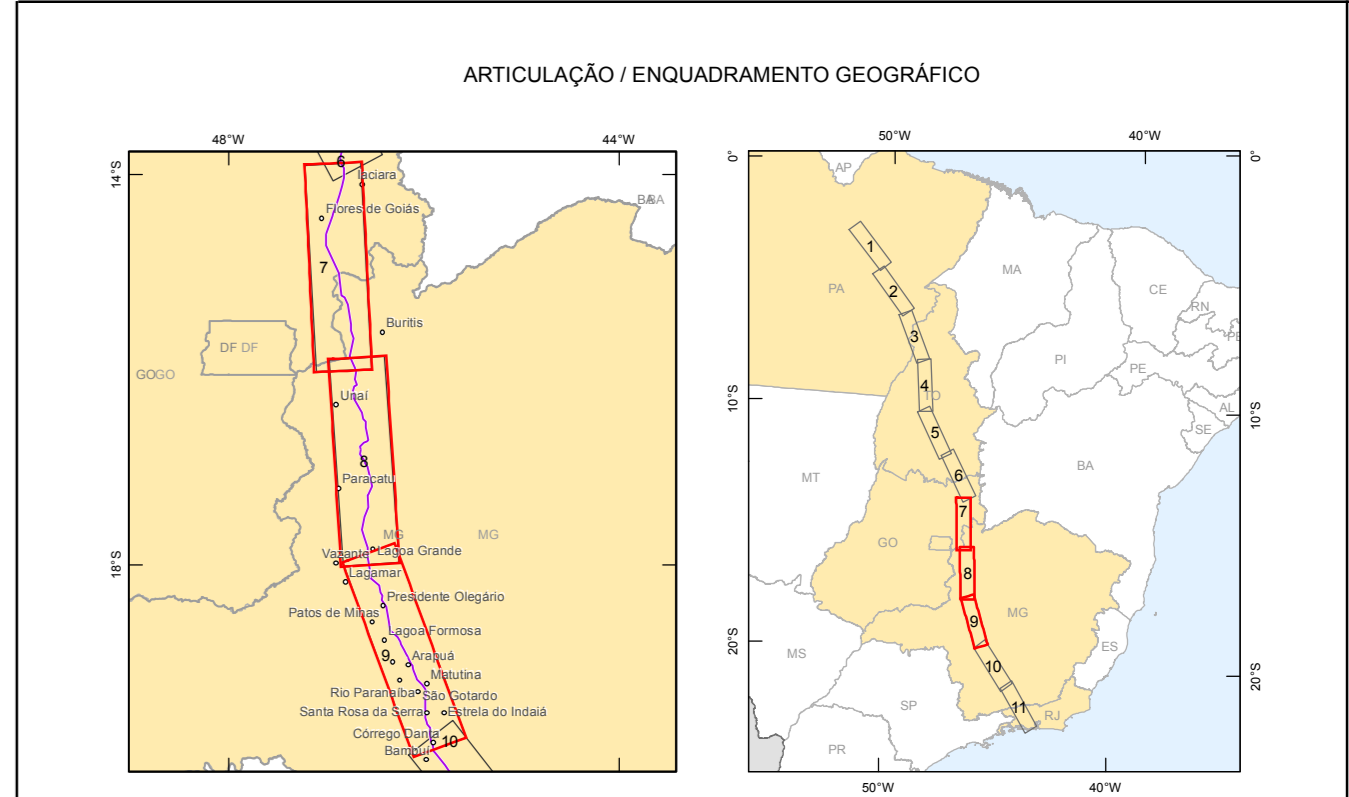 ARTICULAÇÃO / ENQUADRAMENTO GEOGRÁFICO
48°W
44°W
14°S
18°S
6
Iaciara
BABA
Flores de Goiás
7
Buritis
DF DF
GOGO
Unaí
8
Paracatu
MG
MG
Vazante
Lagoa Grande
Lagamar
Presidente Olegário
Patos de Minas
Lagoa Formosa
9
Arapuá
Matutina
Rio Paranaíba
São Gotardo
Santa Rosa da Serra
Estrela do Indaiá
Córrego Danta
10
Bambuí
50°W
40°W
0°
0°
AP
1
MA
PA
2
CE
RN
3
PI
PE
4
TO
10°S
AL
10°S
5
SE
BA
6
MT
7
GO
8
MG
9
20°S
ES
MS
10
20°S
SP
11
RJ
PR
50°W
40°W